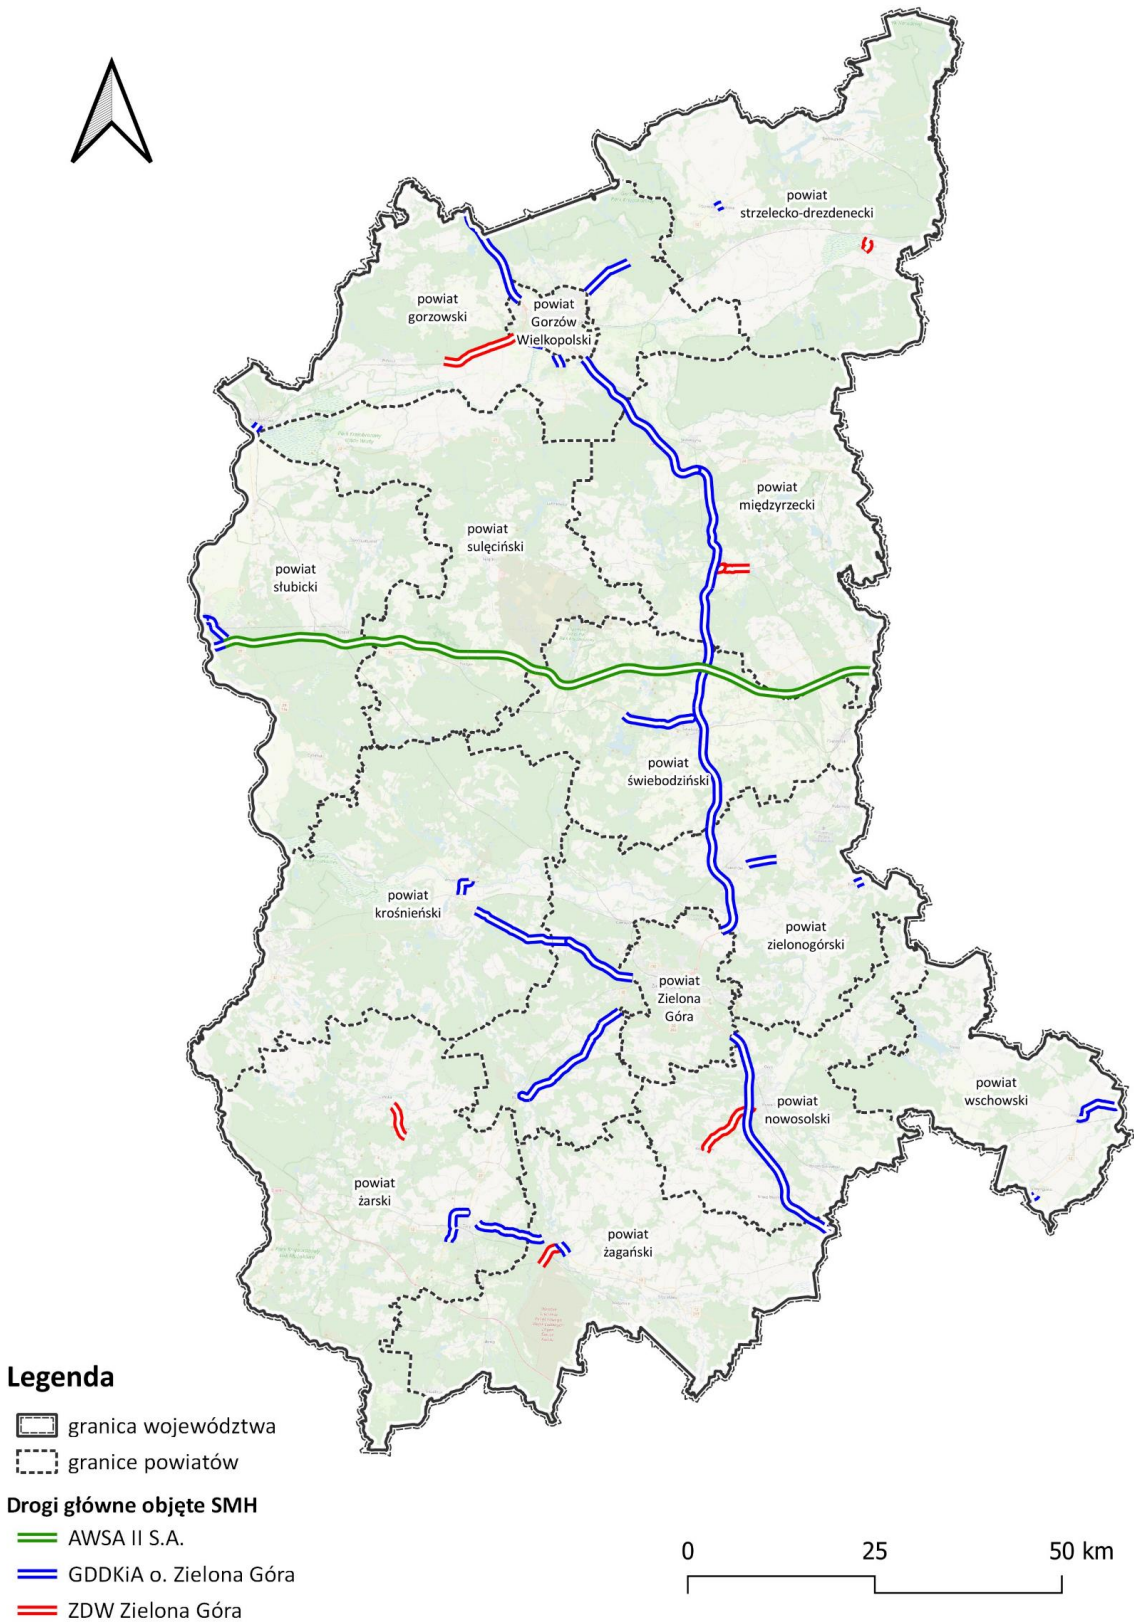 powiat
strzelecko-drezdenecki
powiat
gorzowski
powiat
Gorzów
Wielkopolski
powiat
międzyrzecki
powiat
sulęciński
powiat
słubicki
powiat
świebodziński
powiat
krośnieński
powiat
zielonogórski
powiat
Zielona
Góra
powiat
wschowski
powiat
nowosolski
powiat
żarski
powiat
żagański
Legenda
granica województwa
granice powiatów
Drogi główne objęte SMH
AWSA II S.A.
GDDKiA o. Zielona Góra
ZDW Zielona Góra
0 25 50 km